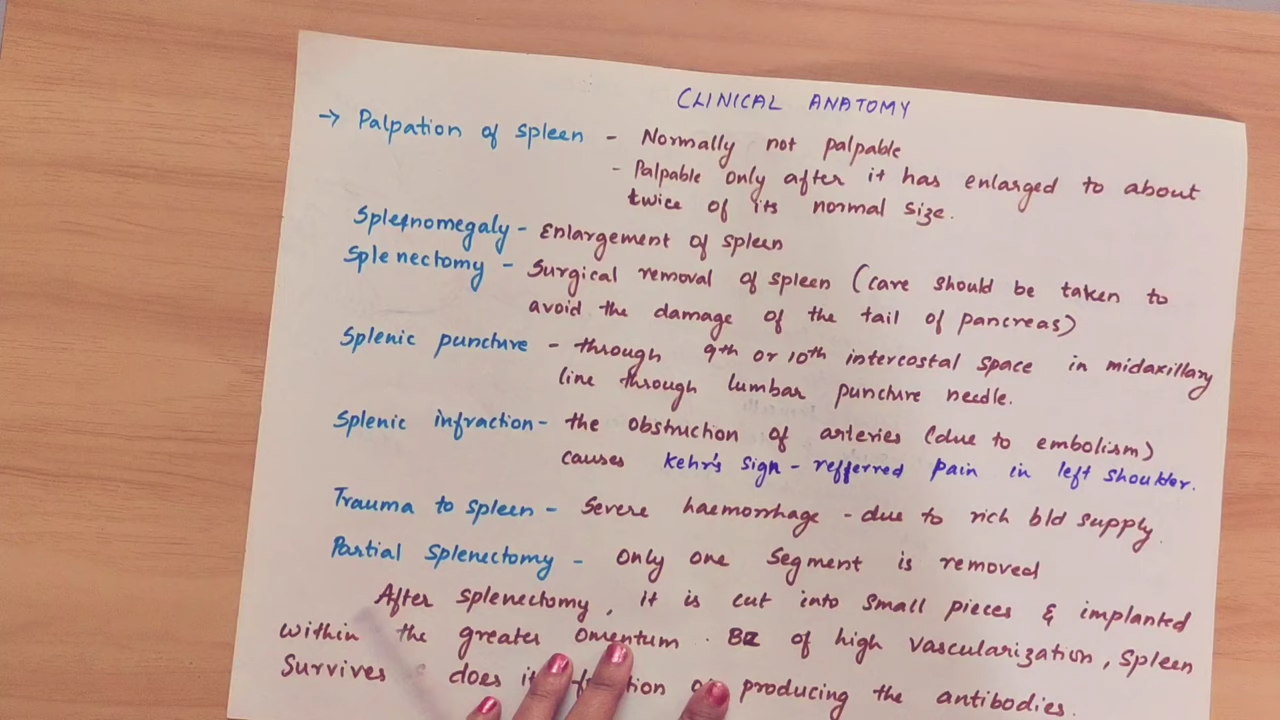 CLINICAL ANATOMY
→ Palpation of spleen - Normally not palpable
- Palpable only after it has enlarged to about
twice of its normal size.
Spleenomegaly - Enlargement of spleen
Splenectomy - Surgical removal of spleen (care should be taken to
avoid the damage of the tail of pancreas)
Splenic puncture - through 9th or 10th intercostal space in midaxillary
line through lumbar puncture needle.
Splenic infraction - the obstruction of arteries (due to embolism)
causes Kehr's sign - refferred pain in left shoulder.
Trauma to spleen - Severe haemorrhage - due to rich bld supply.
Partial Splenectomy - Only one segment is removed
After splenectomy, it is cut into small pieces & implanted
within the greater omentum. BZ of high vascularization, spleen
survives does producing the antibodies.